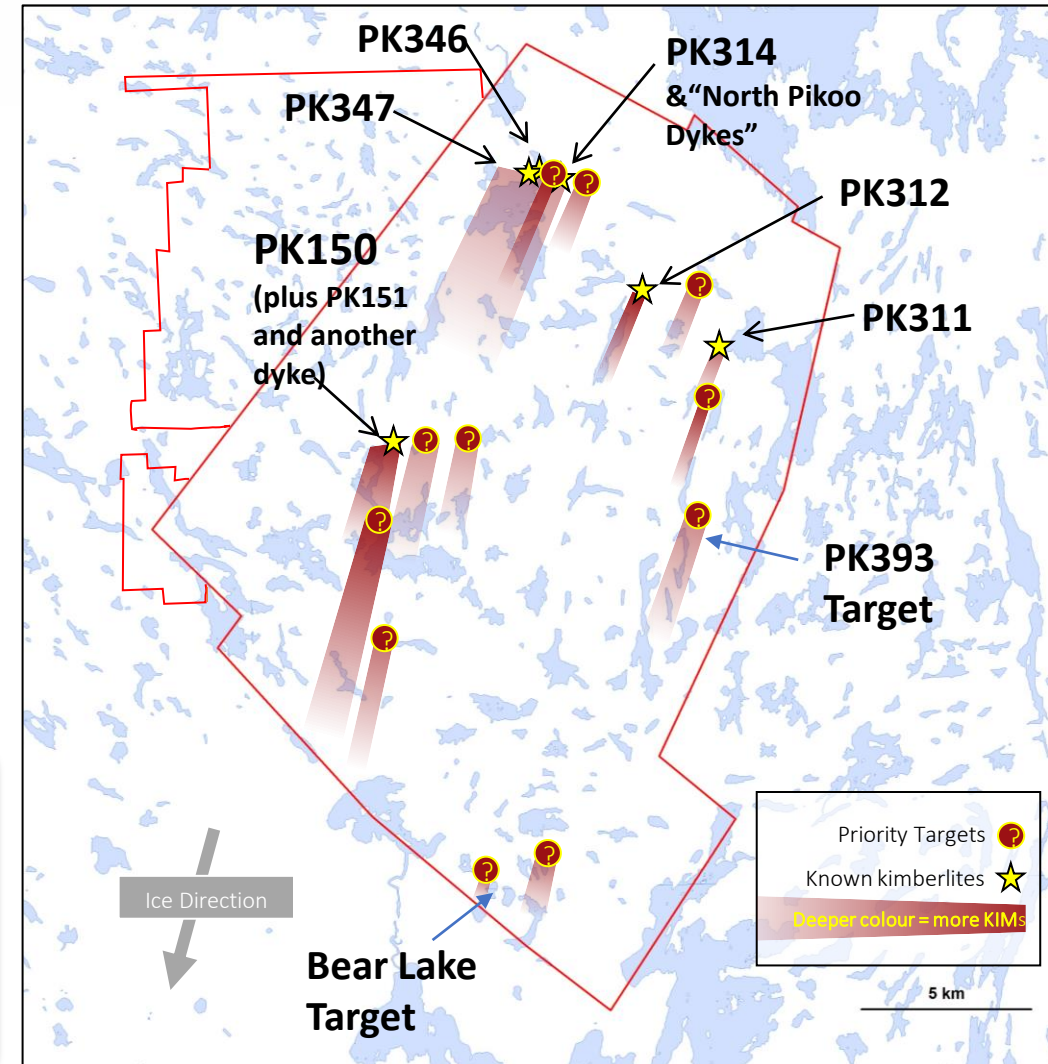 PK346
PK314
&“North Pikoo
Dykes”
PK347
PK312
PK150
(plus PK151
and another
dyke)
PK311
?
?
?
?
?
?
?
?
?
?
?
?
PK393
Target
Priority Targets ?
Known kimberlites
Deeper colour = more KIMs
Ice Direction
Bear Lake
Target
5 km